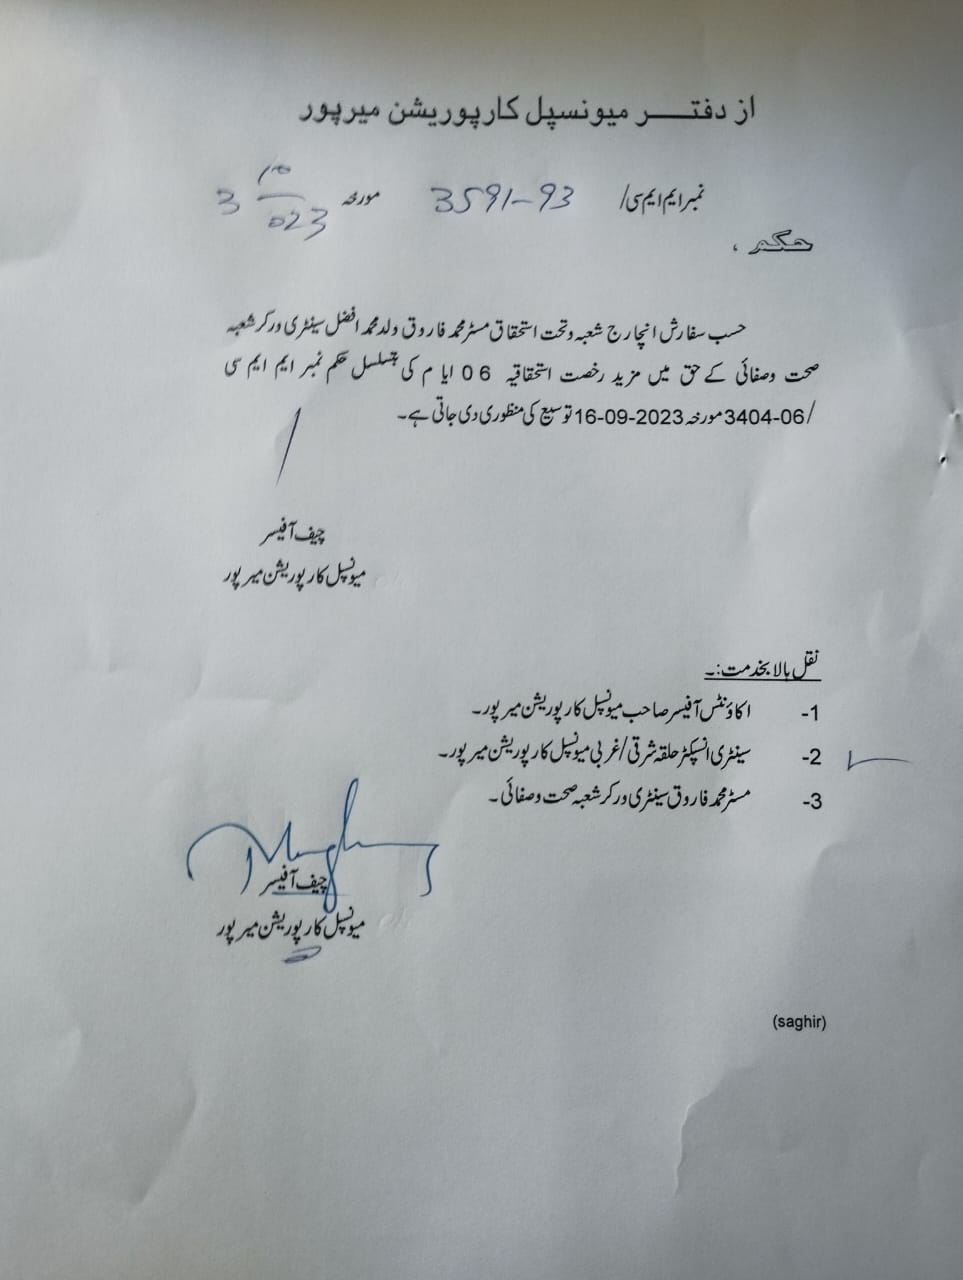 از دفتر میونسپل کارپوریشن میرپور
نمبر ایم ایم سی/ 3591-93 مورخہ 3 10 023
حکم ،
حسب سفارش انچارج شعبہ و تحت استحقاق مسٹر محمد فاروق ولد محمد افضل سینٹری ورکر شعبہ
صحت وصفائی کے حق میں مزید رخصت استحقاقیہ 06 ایام کی بتسلسل حکم نمبر ایم ایم سی
/3404-06 مورخہ 16-09-2023 توسیع کی منظوری دی جاتی ہے۔
چیف آفیسر
میونسپل کارپوریشن میرپور
نقل بالا بخدمت:۔
1- اکاؤنٹس آفیسر صاحب میونسپل کارپوریشن میرپور۔
2- سینٹری انسپکٹر حلقہ شرقی/غربی میونسپل کارپوریشن میرپور۔
3- مسٹر محمد فاروق سینٹری ورکر شعبہ صحت وصفائی۔
چیف آفیسر
میونسپل کارپوریشن میرپور
(saghir)